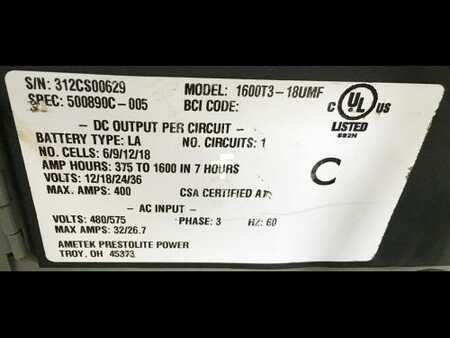 S/N: 312CS00629 MODEL: 1600T3-18UMF
SPEC: 500890C-005 BCI CODE:
C UL US
LISTED
682N
DC OUTPUT PER CIRCUIT
BATTERY TYPE: LA NO. CIRCUITS: 1
NO. CELLS: 6/9/12/18
AMP HOURS: 375 TO 1600 IN 7 HOURS
VOLTS: 12/18/24/36
MAX. AMPS: 400 CSA CERTIFIED AT
C
AC INPUT
VOLTS: 480/575 PHASE: 3 HZ: 60
MAX AMPS: 32/26.7
AMETEK PRESTOLITE POWER
TROY, OH 45373